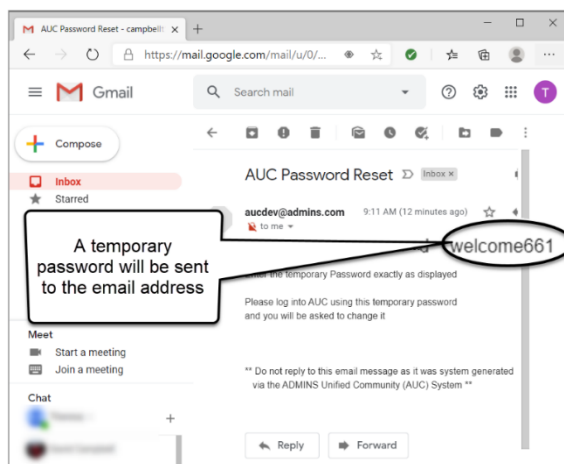 AUC Password Reset - campbell
https://mail.google.com/mail/u/0/...
Gmail
Search mail
T
Compose
AUC Password Reset
Inbox x
Inbox
Starred
aucdev@admins.com 9:11 AM (12 minutes ago)
to me
welcome661
A temporary
password will be sent
to the email address
the temporary Password exactly as displayed
Please log into AUC using this temporary password
and you will be asked to change it
Meet
Start a meeting
Join a meeting
** Do not reply to this email message as it was system generated
via the ADMINS Unified Community (AUC) System **
Chat
Reply
Forward